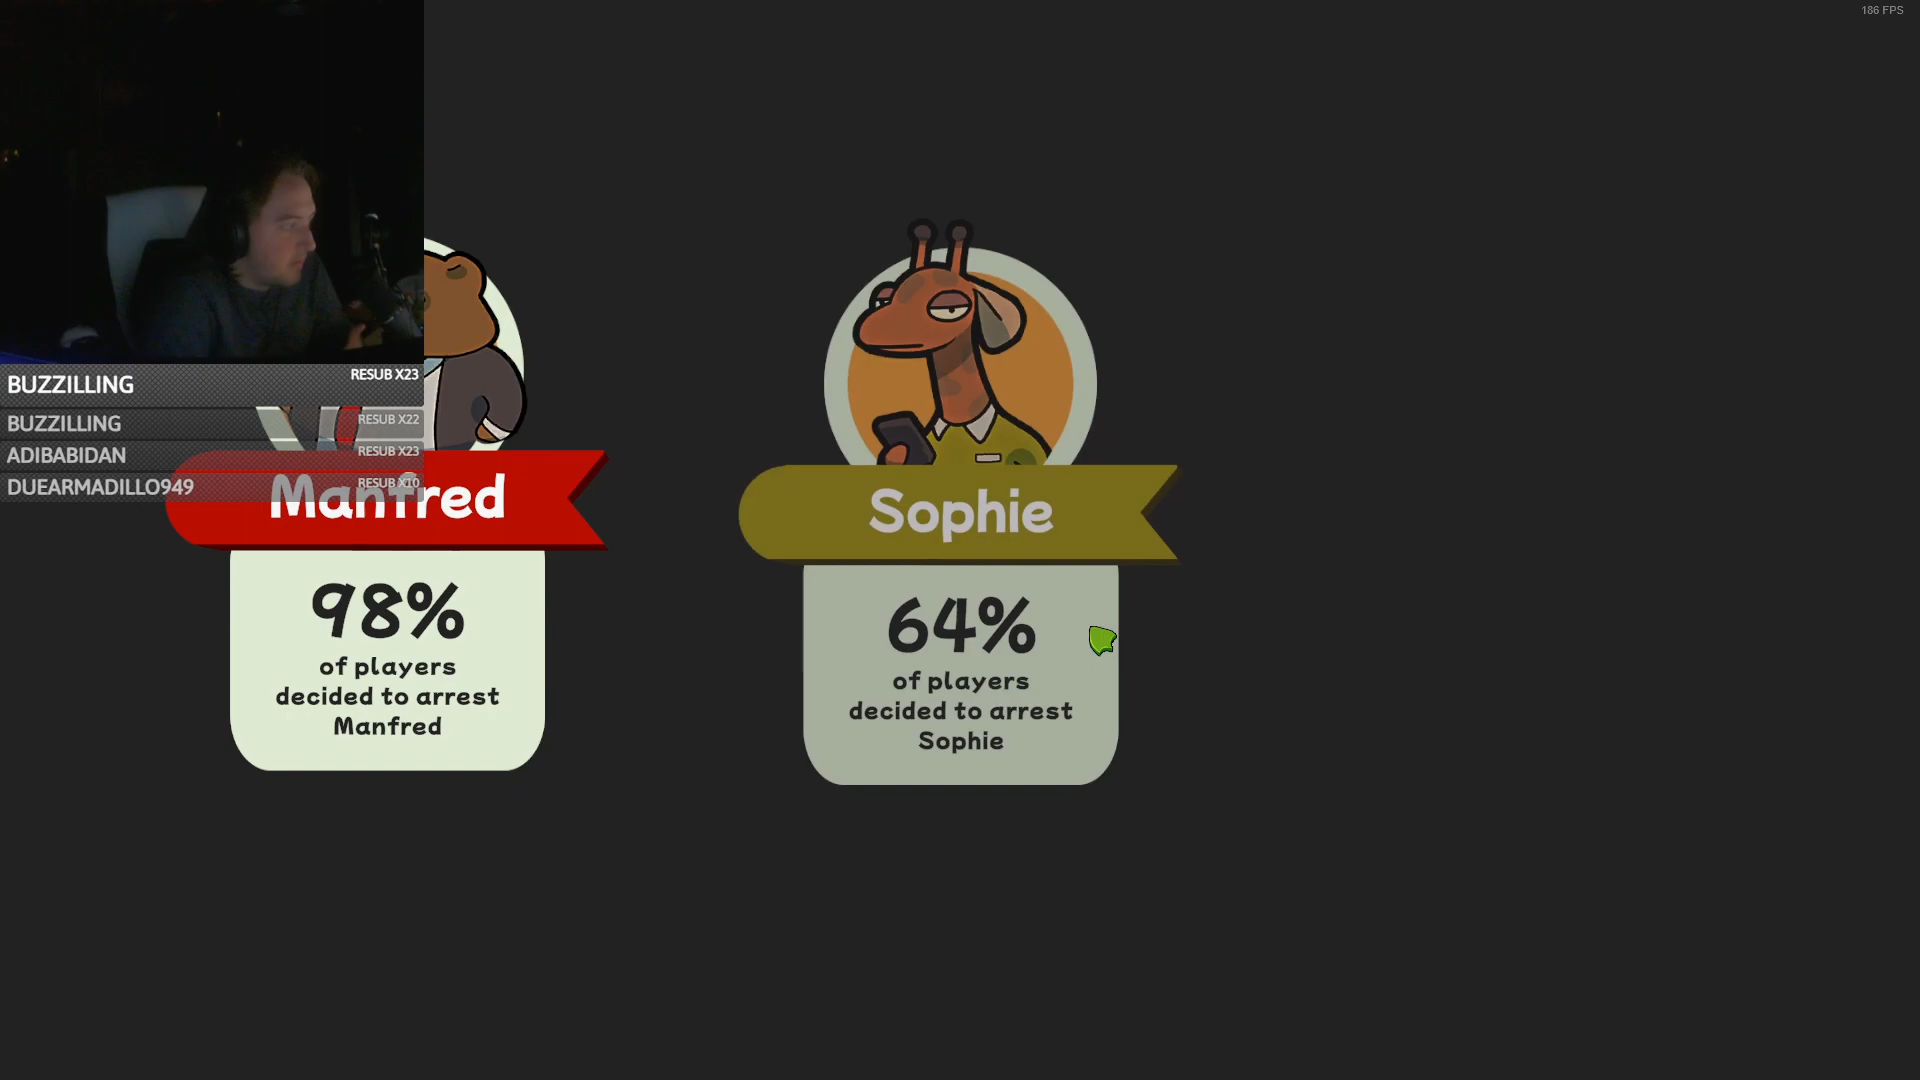 186 FPS
BUZZILLING RESUB X23
BUZZILLING RESUB X22
ADIBABIDAN RESUB X23
DUEARMADILLO949 RESUB X10
Manfred
98%
of players
decided to arrest
Manfred
Sophie
64%
of players
decided to arrest
Sophie